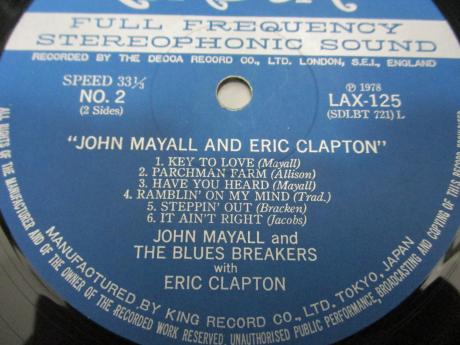 FULL FREQUENCY
STEREOPHONIC SOUND
RECORDED BY THE DECCA RECORD CO., LTD. LONDON, S.E.I., ENGLAND
SPEED 33 1/3
NO. 2
(2 Sides)
Ⓟ 1978
LAX-125
(SDLBT 721) L
"JOHN MAYALL AND ERIC CLAPTON"
1. KEY TO LOVE (Mayall)
2. PARCHMAN FARM (Allison)
3. HAVE YOU HEARD (Mayall)
4. RAMBLIN' ON MY MIND (Trad.)
5. STEPPIN' OUT (Bracken)
6. IT AIN'T RIGHT (Jacobs)
JOHN MAYALL and
THE BLUES BREAKERS
with
ERIC CLAPTON
MANUFACTURED BY KING RECORD CO., LTD. TOKYO, JAPAN
ALL RIGHTS OF THE MANUFACTURER AND OF THE OWNER OF THE RECORDED WORK RESERVED. UNAUTHORISED PUBLIC PERFORMANCE, BROADCASTING AND COPYING OF THIS RECORD